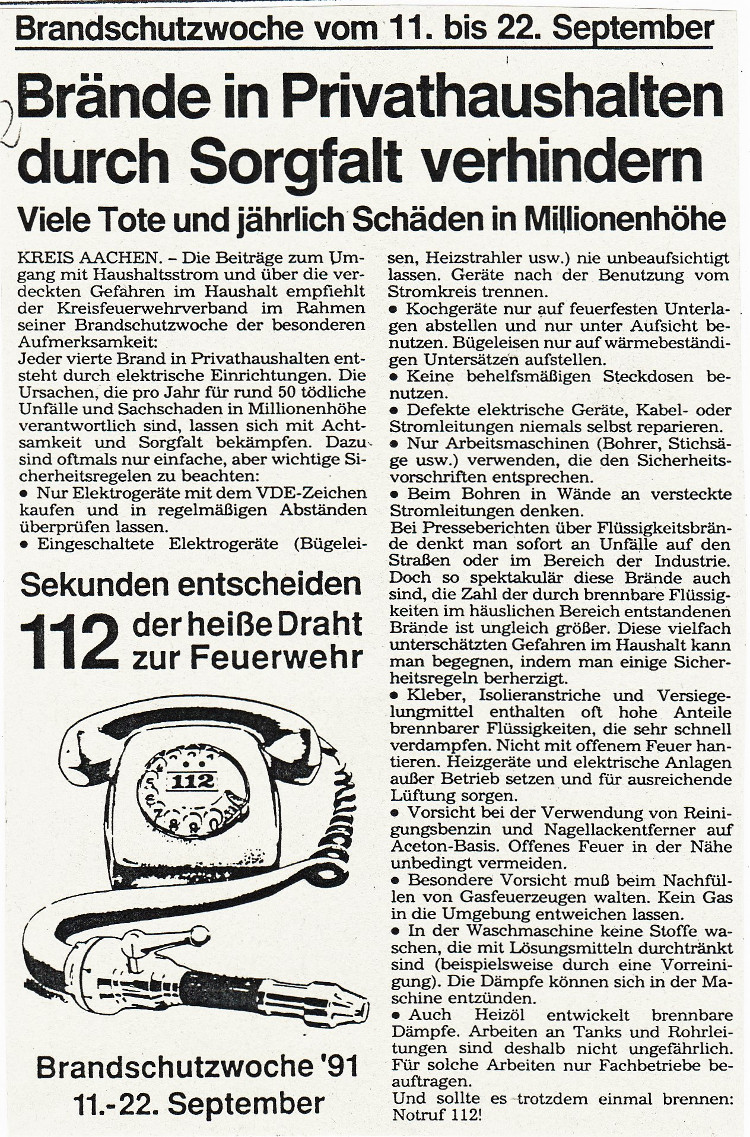 Brandschutzwoche vom 11. bis 22. September
Brände in Privathaushalten
durch Sorgfalt verhindern
Viele Tote und jährlich Schäden in Millionenhöhe
KREIS AACHEN. – Die Beiträge zum Um-
gang mit Haushaltsstrom und über die ver-
deckten Gefahren im Haushalt empfiehlt
der Kreisfeuerwehrverband im Rahmen
seiner Brandschutzwoche der besonderen
Aufmerksamkeit:
Jeder vierte Brand in Privathaushalten ent-
steht durch elektrische Einrichtungen. Die
Ursachen, die pro Jahr für rund 50 tödliche
Unfälle und Sachschaden in Millionenhöhe
verantwortlich sind, lassen sich mit Acht-
samkeit und Sorgfalt bekämpfen. Dazu
sind oftmals nur einfache, aber wichtige Si-
cherheitsregelen zu beachten:
• Nur Elektrogeräte mit dem VDE-Zeichen
kaufen und in regelmäßigen Abständen
überprüfen lassen.
• Eingeschaltete Elektrogeräte (Bügelei-
sen, Heizstrahler usw.) nie unbeaufsichtigt
lassen. Geräte nach der Benutzung vom
Stromkreis trennen.
• Kochgeräte nur auf feuerfesten Unterla-
gen abstellen und nur unter Aufsicht be-
nutzen. Bügeleisen nur auf wärmebeständi-
gen Untersätzen aufstellen.
• Keine behelfsmäßigen Steckdosen be-
nutzen.
• Defekte elektrische Geräte, Kabel- oder
Stromleitungen niemals selbst reparieren.
• Nur Arbeitsmaschinen (Bohrer, Stichsä-
ge usw.) verwenden, die den Sicherheits-
vorschriften entsprechen.
• Beim Bohren in Wände an versteckte
Stromleitungen denken.
Bei Presseberichten über Flüssigkeitsbrän-
de denkt man sofort an Unfälle auf den
Straßen oder im Bereich der Industrie.
Doch so spektakulär diese Brände auch
sind, die Zahl der durch brennbare Flüssig-
keiten im häuslichen Bereich entstandenen
Brände ist ungleich größer. Diese vielfach
unterschätzten Gefahren im Haushalt kann
man begegnen, indem man einige Sicher-
heitsregeln berherzigt.
• Kleber, Isolieranstriche und Versiege-
lungmittel enthalten oft hohe Anteile
brennbarer Flüssigkeiten, die sehr schnell
verdampfen. Nicht mit offenem Feuer han-
tieren. Heizgeräte und elektrische Anlagen
außer Betrieb setzen und für ausreichende
Lüftung sorgen.
• Vorsicht bei der Verwendung von Reini-
gungsbenzin und Nagellackentferner auf
Aceton-Basis. Offenes Feuer in der Nähe
unbedingt vermeiden.
• Besondere Vorsicht muß beim Nachfül-
len von Gasfeuerzeugen walten. Kein Gas
in die Umgebung entweichen lassen.
• In der Waschmaschine keine Stoffe wa-
schen, die mit Lösungsmitteln durchtränkt
sind (beispielsweise durch eine Vorreini-
gung). Die Dämpfe können sich in der Ma-
schine entzünden.
• Auch Heizöl entwickelt brennbare
Dämpfe. Arbeiten an Tanks und Rohrlei-
tungen sind deshalb nicht ungefährlich.
Für solche Arbeiten nur Fachbetriebe be-
auftragen.
Und sollte es trotzdem einmal brennen:
Notruf 112!
Sekunden entscheiden
112 der heiße Draht
zur Feuerwehr
112
Brandschutzwoche '91
11.-22. September